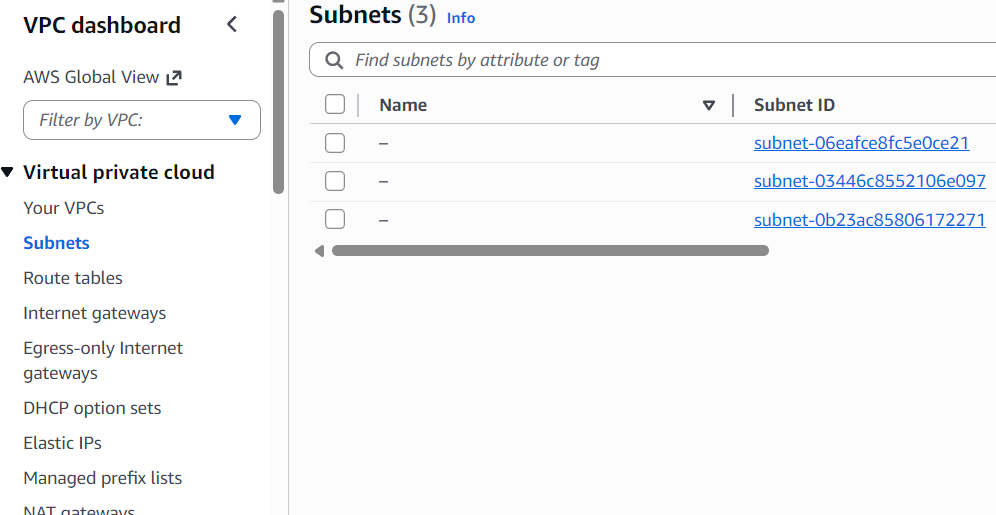 VPC dashboard
AWS Global View
Filter by VPC:
Virtual private cloud
Your VPCs
Subnets
Route tables
Internet gateways
Egress-only Internet
gateways
DHCP option sets
Elastic IPs
Managed prefix lists
NAT gateways
Subnets (3) Info
Find subnets by attribute or tag
Name Subnet ID
– subnet-06eafce8fc5e0ce21
– subnet-03446c8552106e097
– subnet-0b23ac85806172271